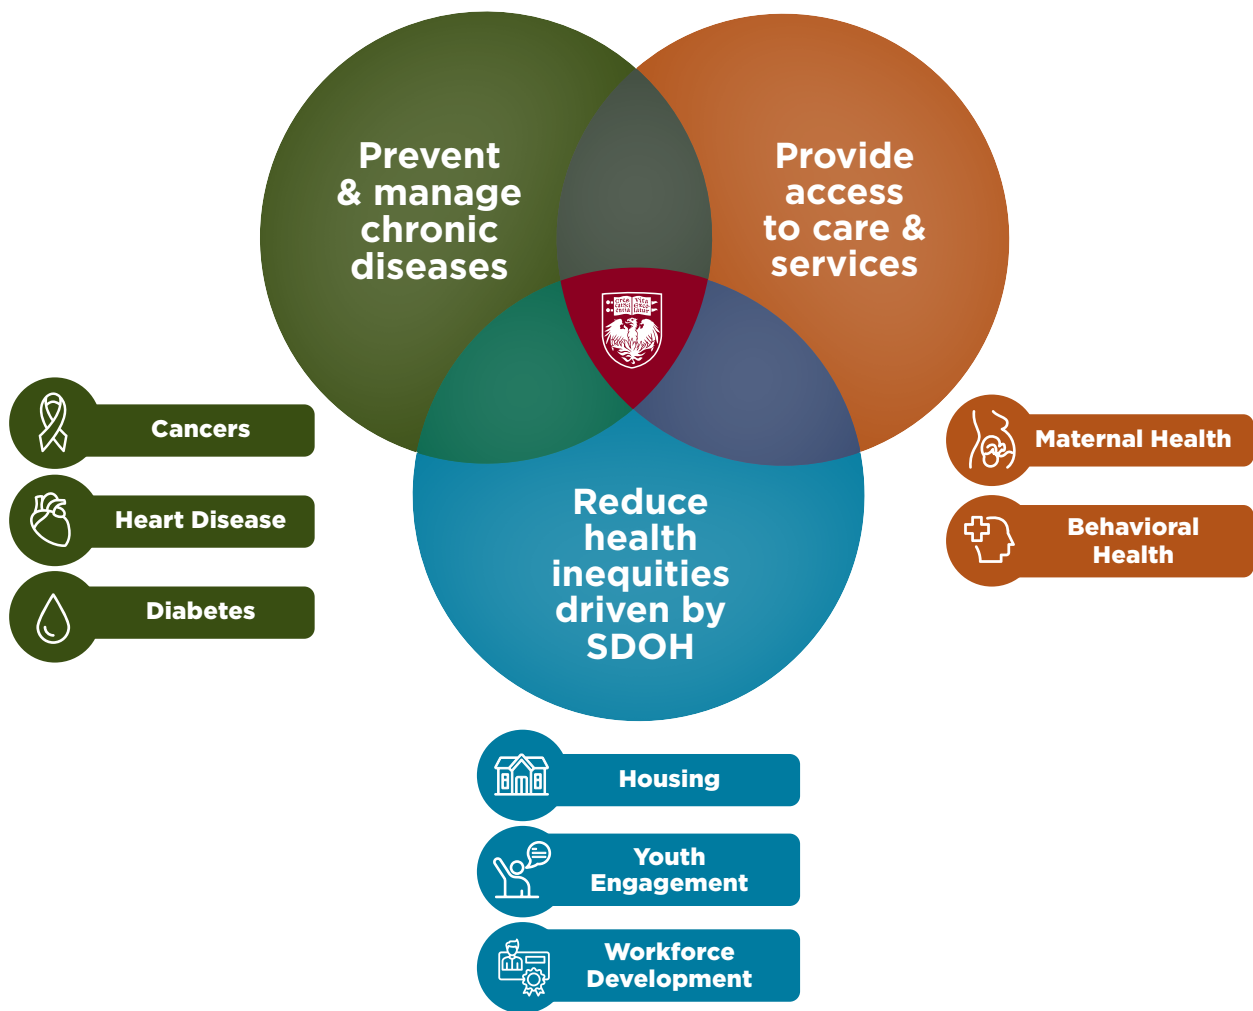 Prevent
& manage
chronic
diseases
Provide
access
to care &
services
Reduce
health
inequities
driven by
SDOH
Cancers
Heart Disease
Diabetes
Maternal Health
Behavioral
Health
Housing
Youth
Engagement
Workforce
Development